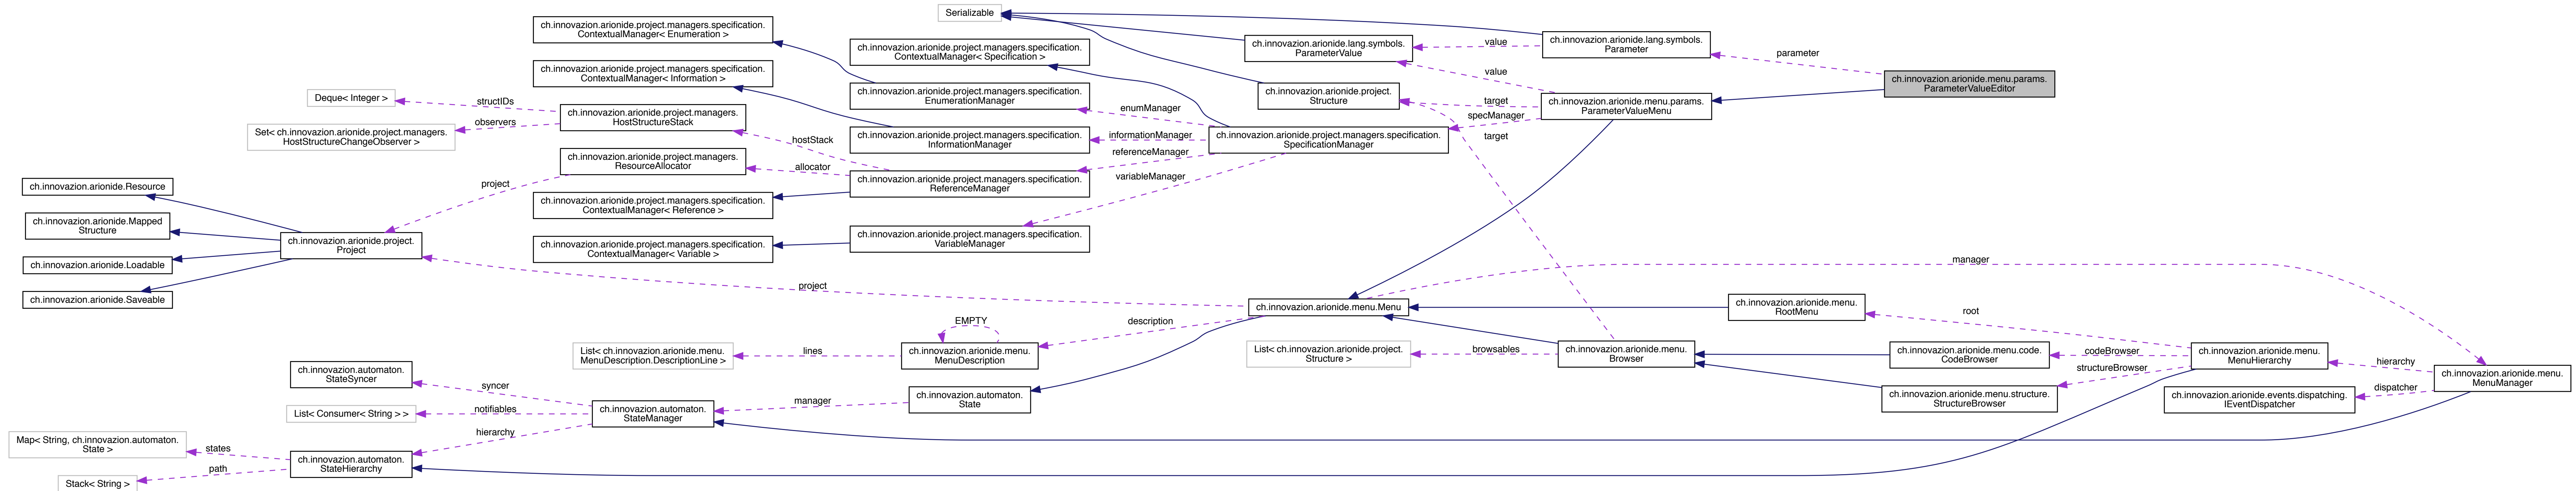 Serializable
ch.innovazion.arionide.project.managers.specification.
ContextualManager< Enumeration >
ch.innovazion.arionide.project.managers.specification.
ContextualManager< Specification >
ch.innovazion.arionide.lang.symbols.
ParameterValue
value
ch.innovazion.arionide.lang.symbols.
Parameter
parameter
ch.innovazion.arionide.menu.params.
ParameterValueEditor
ch.innovazion.arionide.project.managers.specification.
ContextualManager< Information >
value
Deque< Integer >
structIDs
ch.innovazion.arionide.project.managers.specification.
EnumerationManager
enumManager
ch.innovazion.arionide.project.
Structure
target
ch.innovazion.arionide.menu.params.
ParameterValueMenu
specManager
Set< ch.innovazion.arionide.project.managers.
HostStructureChangeObserver >
observers
ch.innovazion.arionide.project.managers.
HostStructureStack
hostStack
ch.innovazion.arionide.project.managers.specification.
InformationManager
informationManager
ch.innovazion.arionide.project.managers.specification.
SpecificationManager
target
ch.innovazion.arionide.project.managers.
ResourceAllocator
allocator
referenceManager
ch.innovazion.arionide.Resource
project
ch.innovazion.arionide.project.managers.specification.
ContextualManager< Reference >
ch.innovazion.arionide.project.managers.specification.
ReferenceManager
variableManager
ch.innovazion.arionide.Mapped
Structure
ch.innovazion.arionide.project.
Project
ch.innovazion.arionide.project.managers.specification.
ContextualManager< Variable >
ch.innovazion.arionide.project.managers.specification.
VariableManager
ch.innovazion.arionide.Loadable
manager
ch.innovazion.arionide.Saveable
project
ch.innovazion.arionide.menu.Menu
ch.innovazion.arionide.menu.
RootMenu
root
EMPTY
description
List< ch.innovazion.arionide.menu.
MenuDescription.DescriptionLine >
lines
ch.innovazion.arionide.menu.
MenuDescription
List< ch.innovazion.arionide.project.
Structure >
browsables
ch.innovazion.arionide.menu.
Browser
ch.innovazion.arionide.menu.code.
CodeBrowser
codeBrowser
ch.innovazion.arionide.menu.
MenuHierarchy
hierarchy
ch.innovazion.arionide.menu.
MenuManager
structureBrowser
ch.innovazion.automaton.
StateSyncer
syncer
ch.innovazion.automaton.
State
manager
ch.innovazion.arionide.menu.structure.
StructureBrowser
dispatcher
ch.innovazion.arionide.events.dispatching.
IEventDispatcher
List< Consumer< String > >
notifiables
ch.innovazion.automaton.
StateManager
hierarchy
Map< String, ch.innovazion.automaton.
State >
states
ch.innovazion.automaton.
StateHierarchy
path
Stack< String >